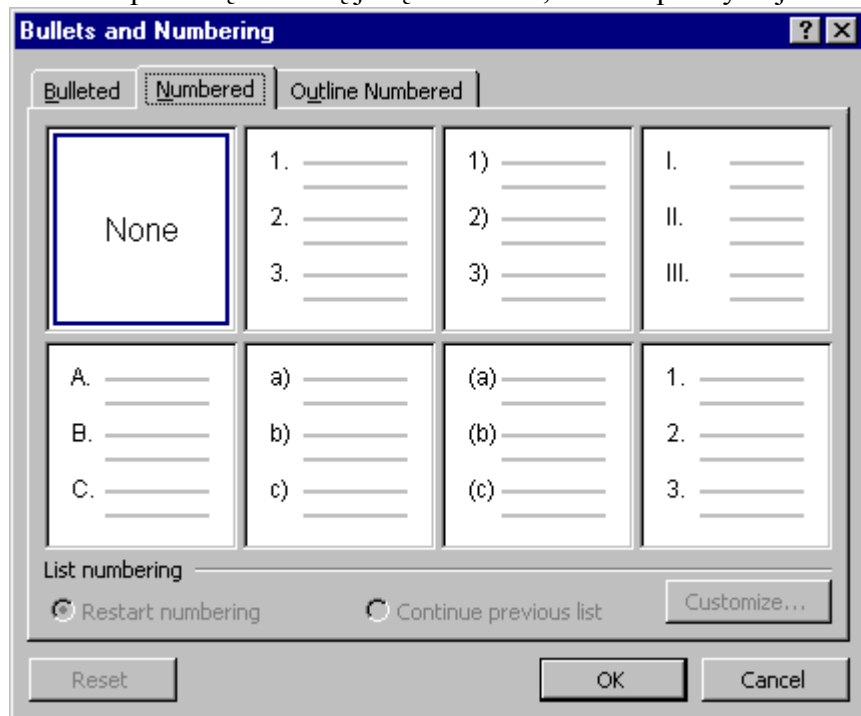 Bullets and Numbering
Bulleted Numbered Outline Numbered
None
1.
2.
3.
1)
2)
3)
I.
II.
III.
A.
B.
C.
a)
b)
c)
(a)
(b)
(c)
1.
2.
3.
List numbering
Restart numbering Continue previous list Customize...
Reset OK Cancel